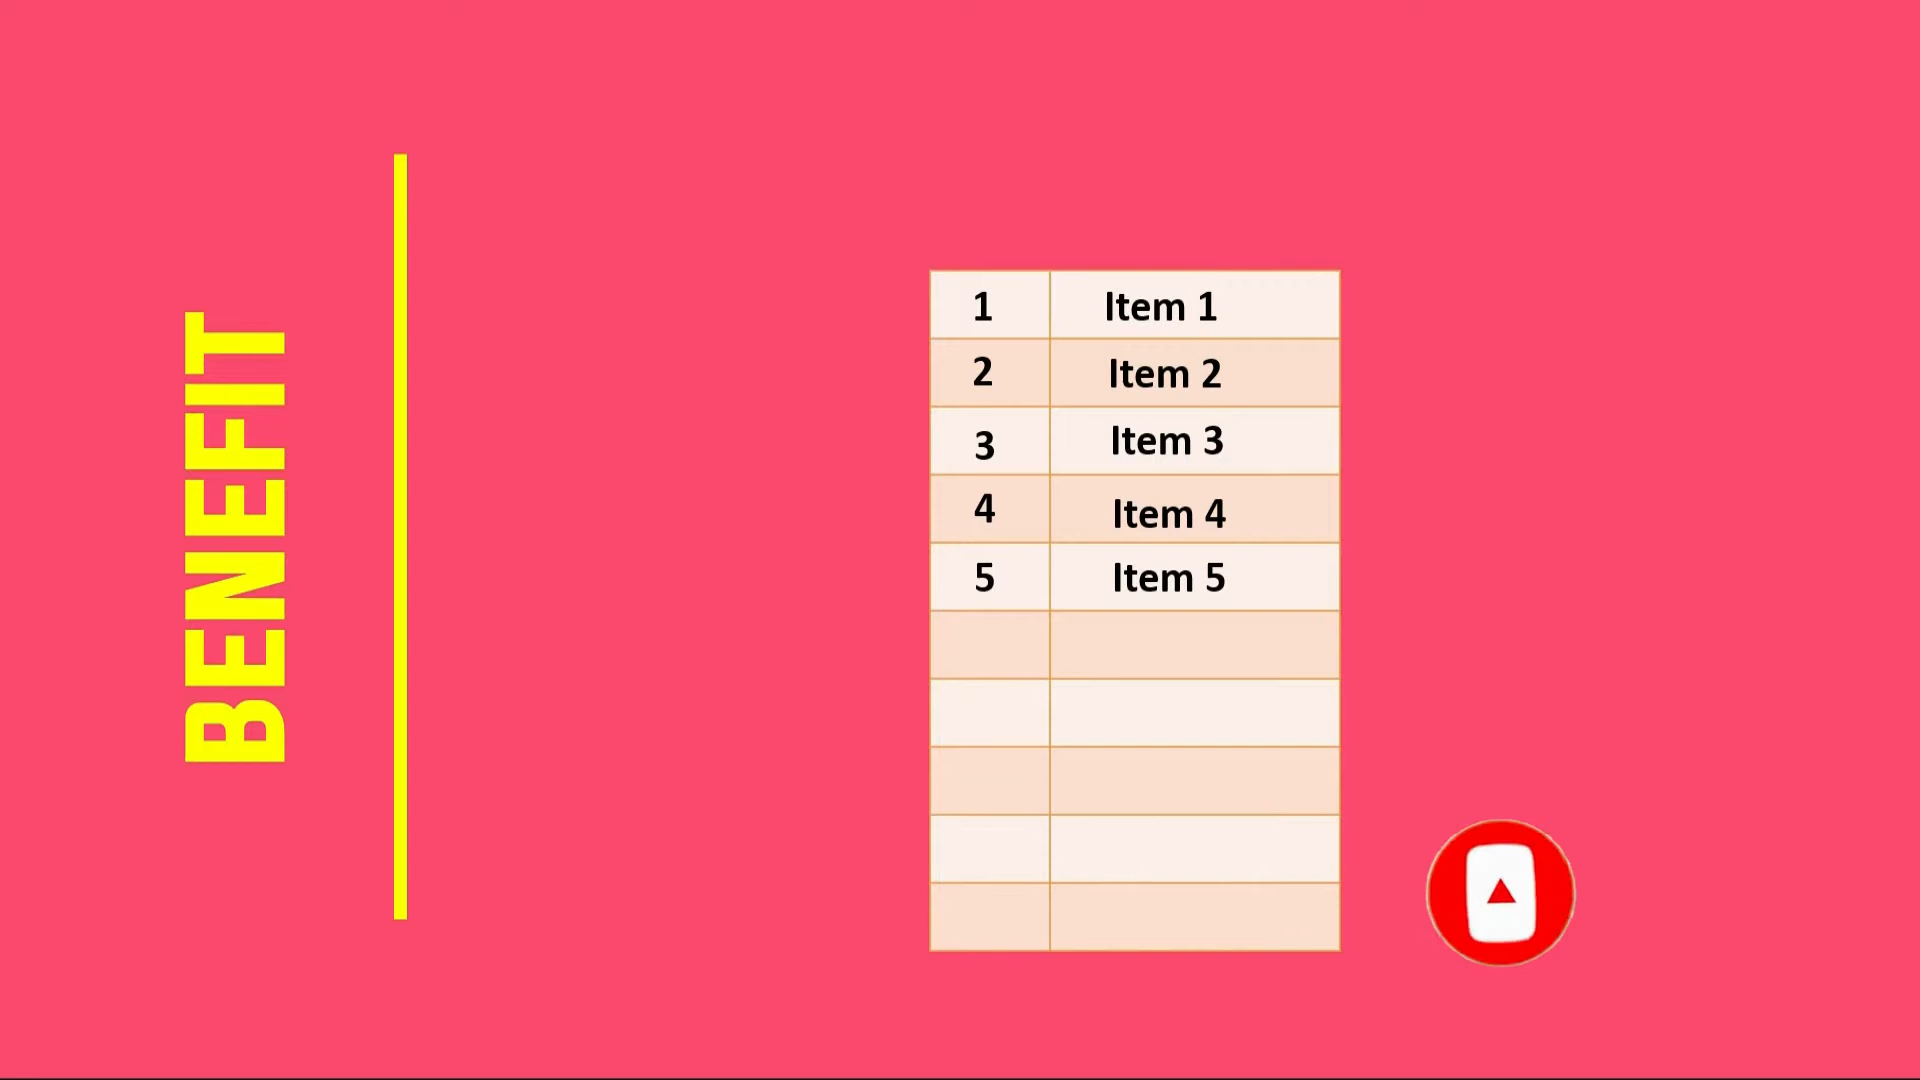 BENEFIT
1 Item 1
2 Item 2
3 Item 3
4 Item 4
5 Item 5